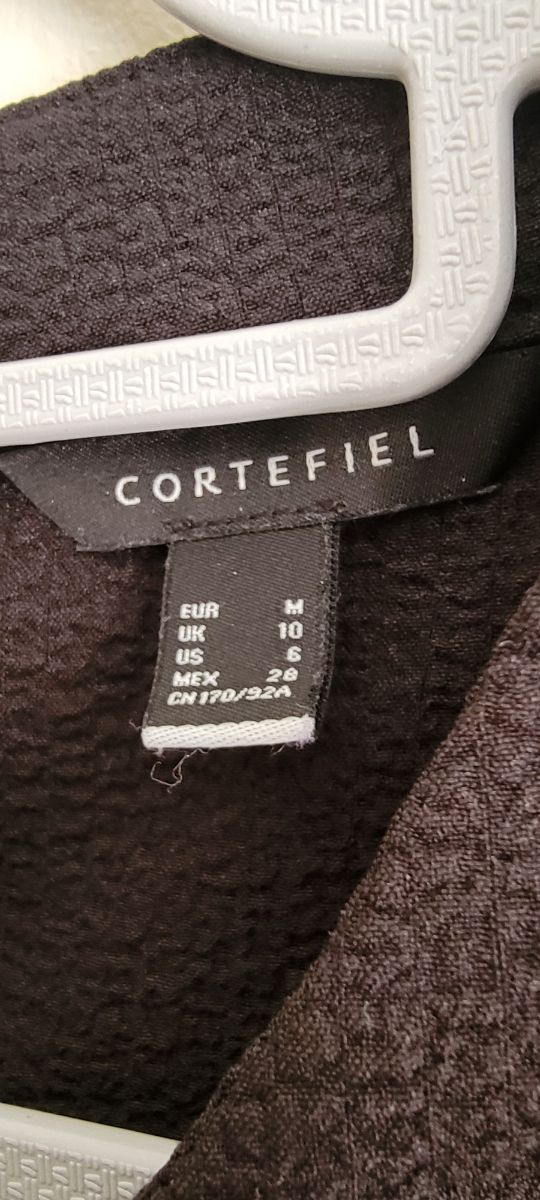 CORTEFIEL
EUR M
UK 10
US 6
MEX 28
CN 170/92A